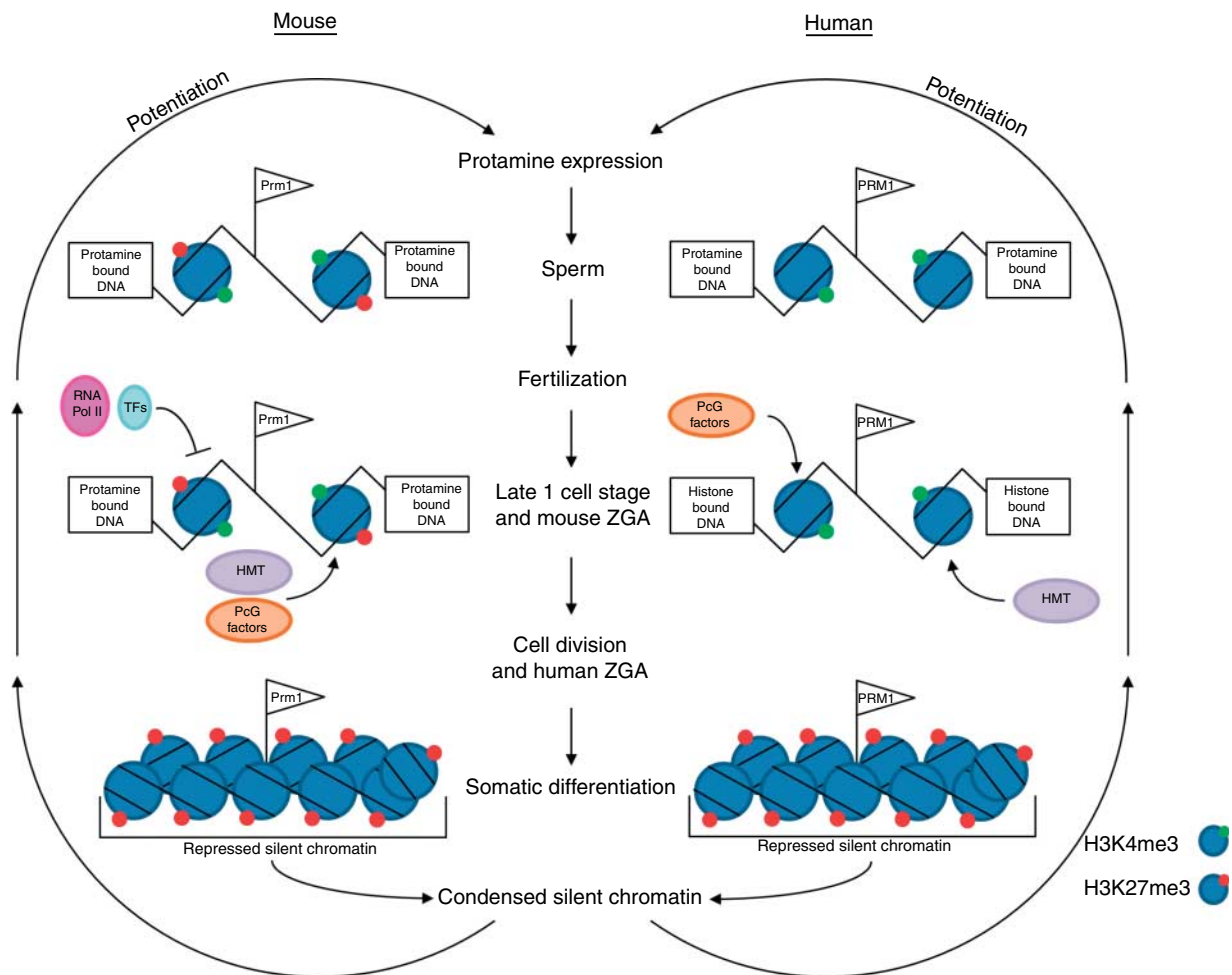 Mouse
Human
Potentiation
Potentiation
Protamine expression
Prm1
PRM1
Protamine
bound
DNA
Protamine
bound
DNA
Sperm
Protamine
bound
DNA
Protamine
bound
DNA
Fertilization
RNA
Pol II
TFs
PcG
factors
Prm1
PRM1
Protamine
bound
DNA
Protamine
bound
DNA
Late 1 cell stage
and mouse ZGA
Histone
bound
DNA
Histone
bound
DNA
HMT
PcG
factors
HMT
Cell division
and human ZGA
Prm1
PRM1
Somatic differentiation
Repressed silent chromatin
Repressed silent chromatin
H3K4me3
H3K27me3
Condensed silent chromatin